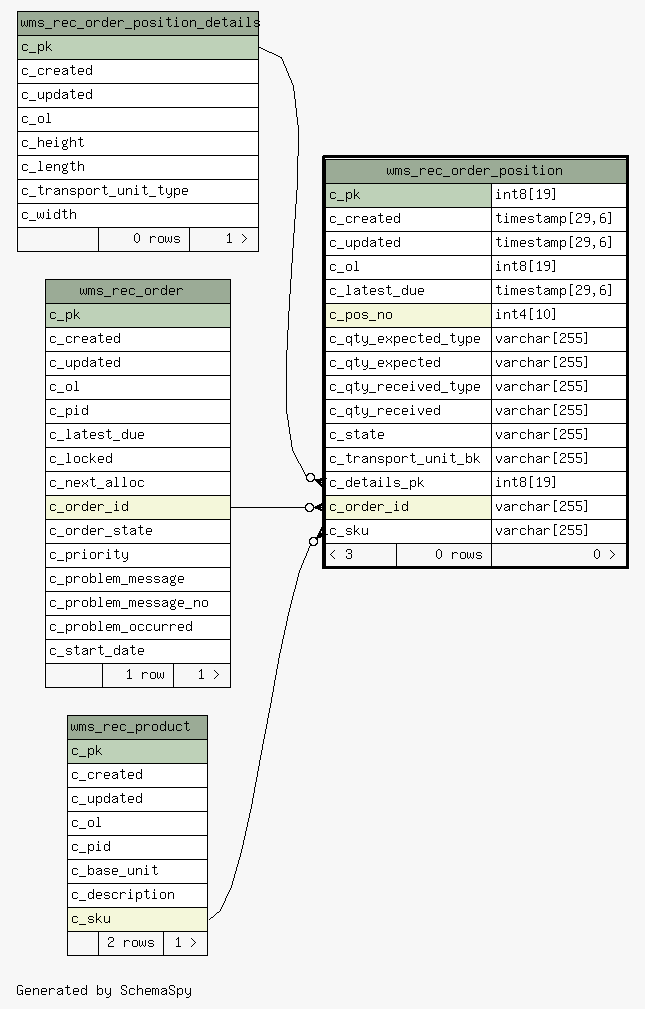 wms_rec_order_position_details
c_pk
c_created
c_updated
c_ol
c_height
c_length
c_transport_unit_type
c_width
0 rows 1 >
wms_rec_order
c_pk
c_created
c_updated
c_ol
c_pid
c_latest_due
c_locked
c_next_alloc
c_order_id
c_order_state
c_priority
c_problem_message
c_problem_message_no
c_problem_occurred
c_start_date
1 row 1 >
wms_rec_product
c_pk
c_created
c_updated
c_ol
c_pid
c_base_unit
c_description
c_sku
2 rows 1 >
wms_rec_order_position
c_pk int8[19]
c_created timestamp[29,6]
c_updated timestamp[29,6]
c_ol int8[19]
c_latest_due timestamp[29,6]
c_pos_no int4[10]
c_qty_expected_type varchar[255]
c_qty_expected varchar[255]
c_qty_received_type varchar[255]
c_qty_received varchar[255]
c_state varchar[255]
c_transport_unit_bk varchar[255]
c_details_pk int8[19]
c_order_id varchar[255]
c_sku varchar[255]
< 3 0 rows 0 >
Generated by SchemaSpy